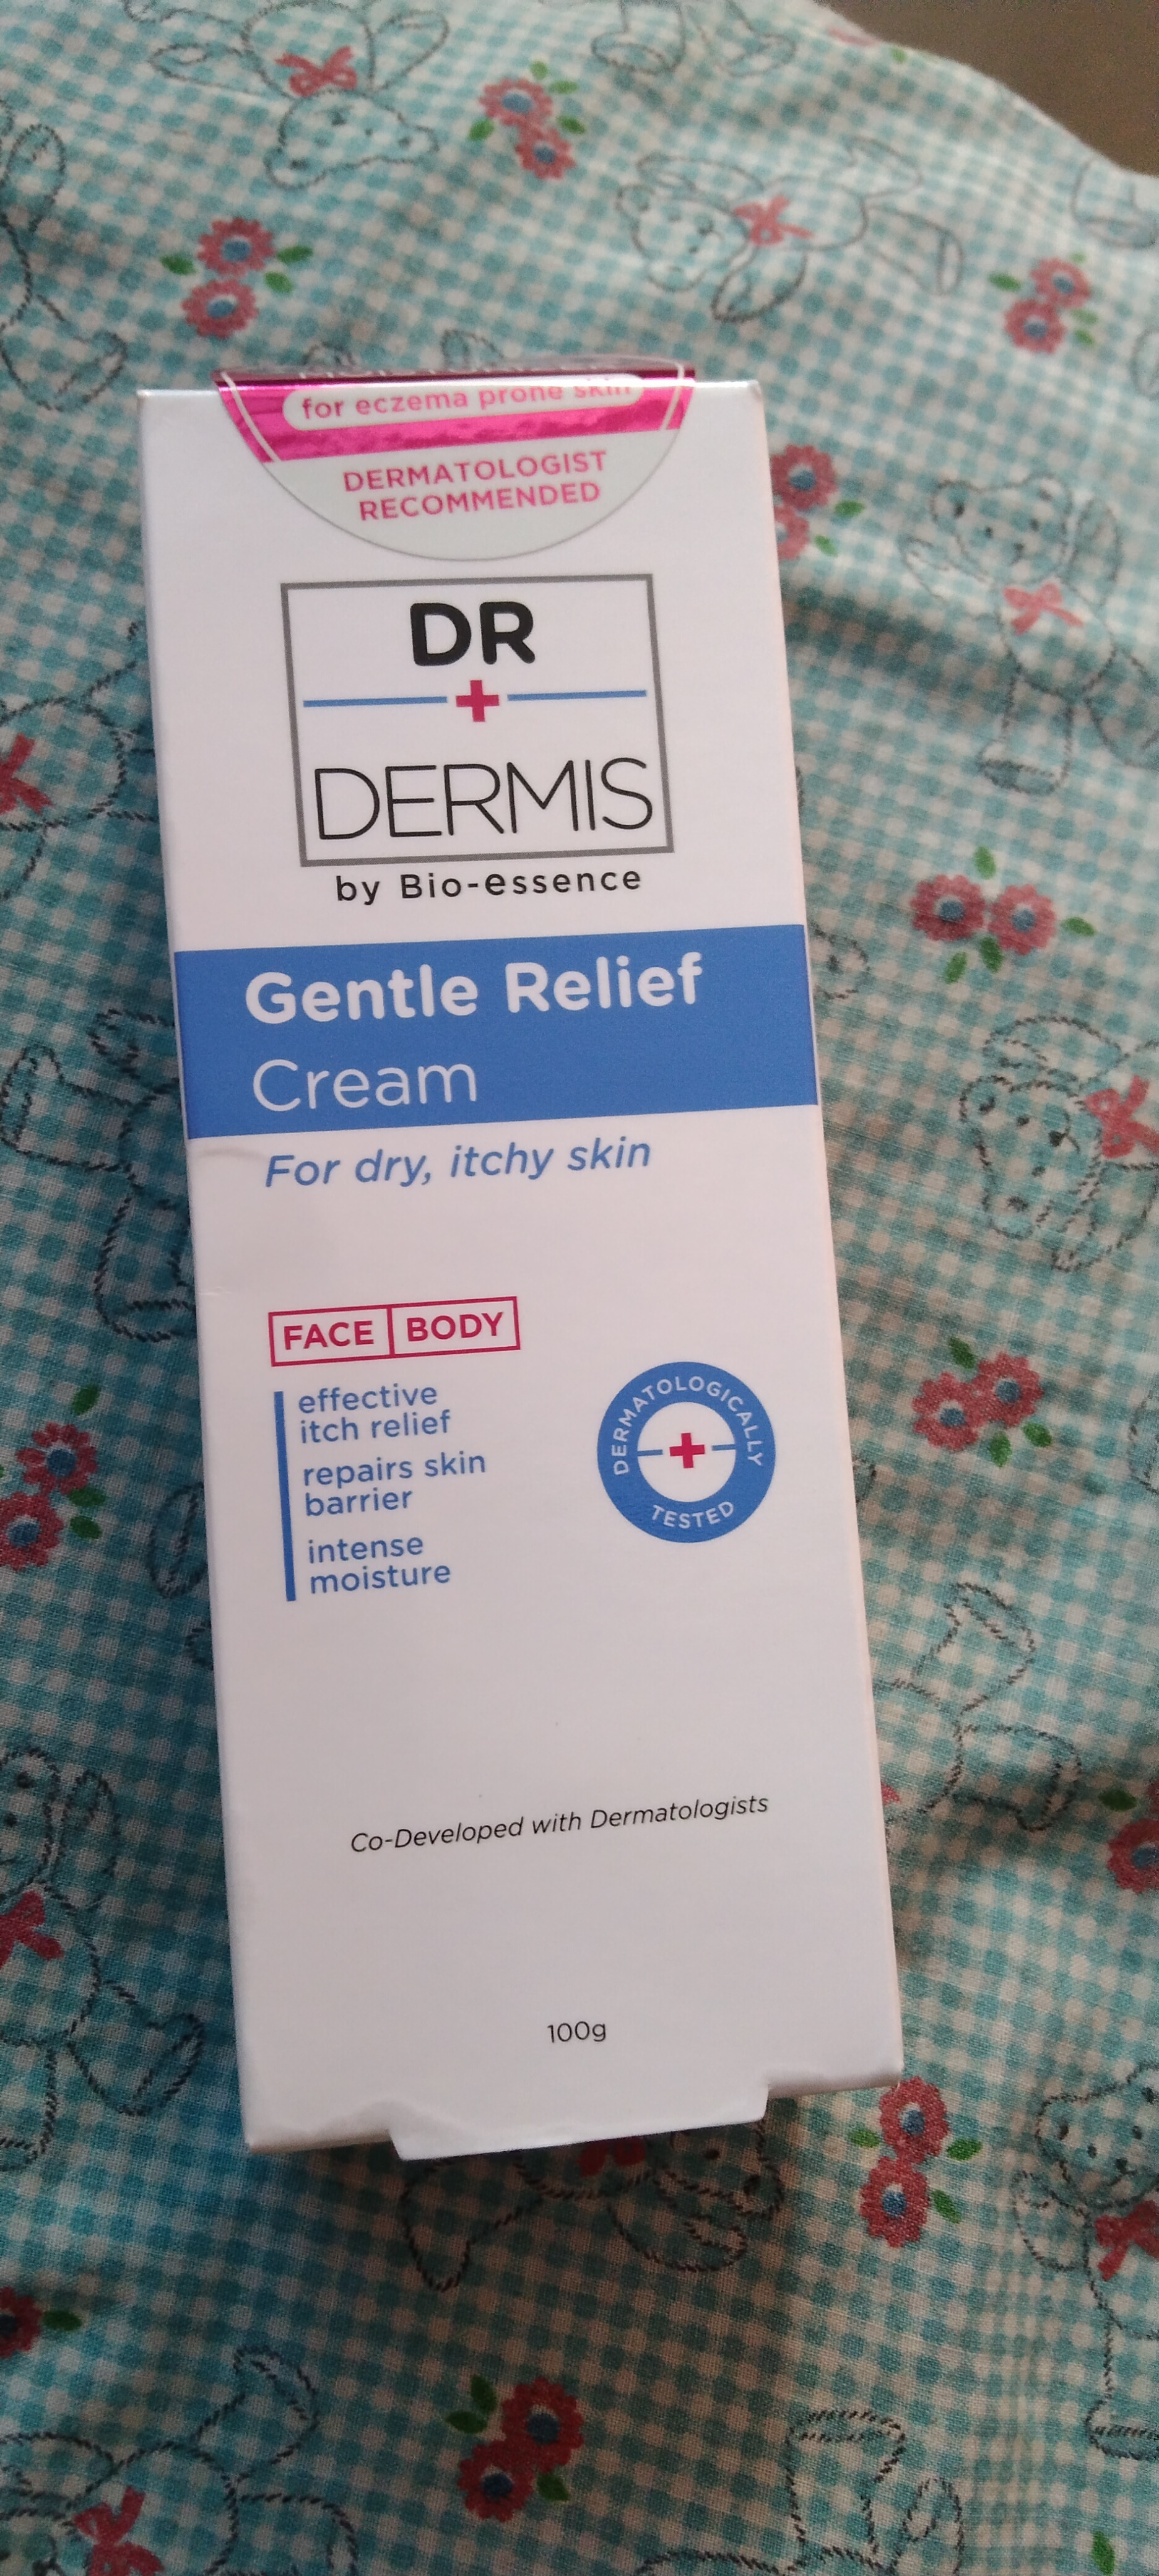 for eczema prone skin
DERMATOLOGIST
RECOMMENDED
DR
DERMIS
by Bio-essence
Gentle Relief
Cream
For dry, itchy skin
FACE BODY
effective
itch relief
repairs skin
barrier
intense
moisture
DERMATOLOGICALLY
TESTED
Co-Developed with Dermatologists
100g